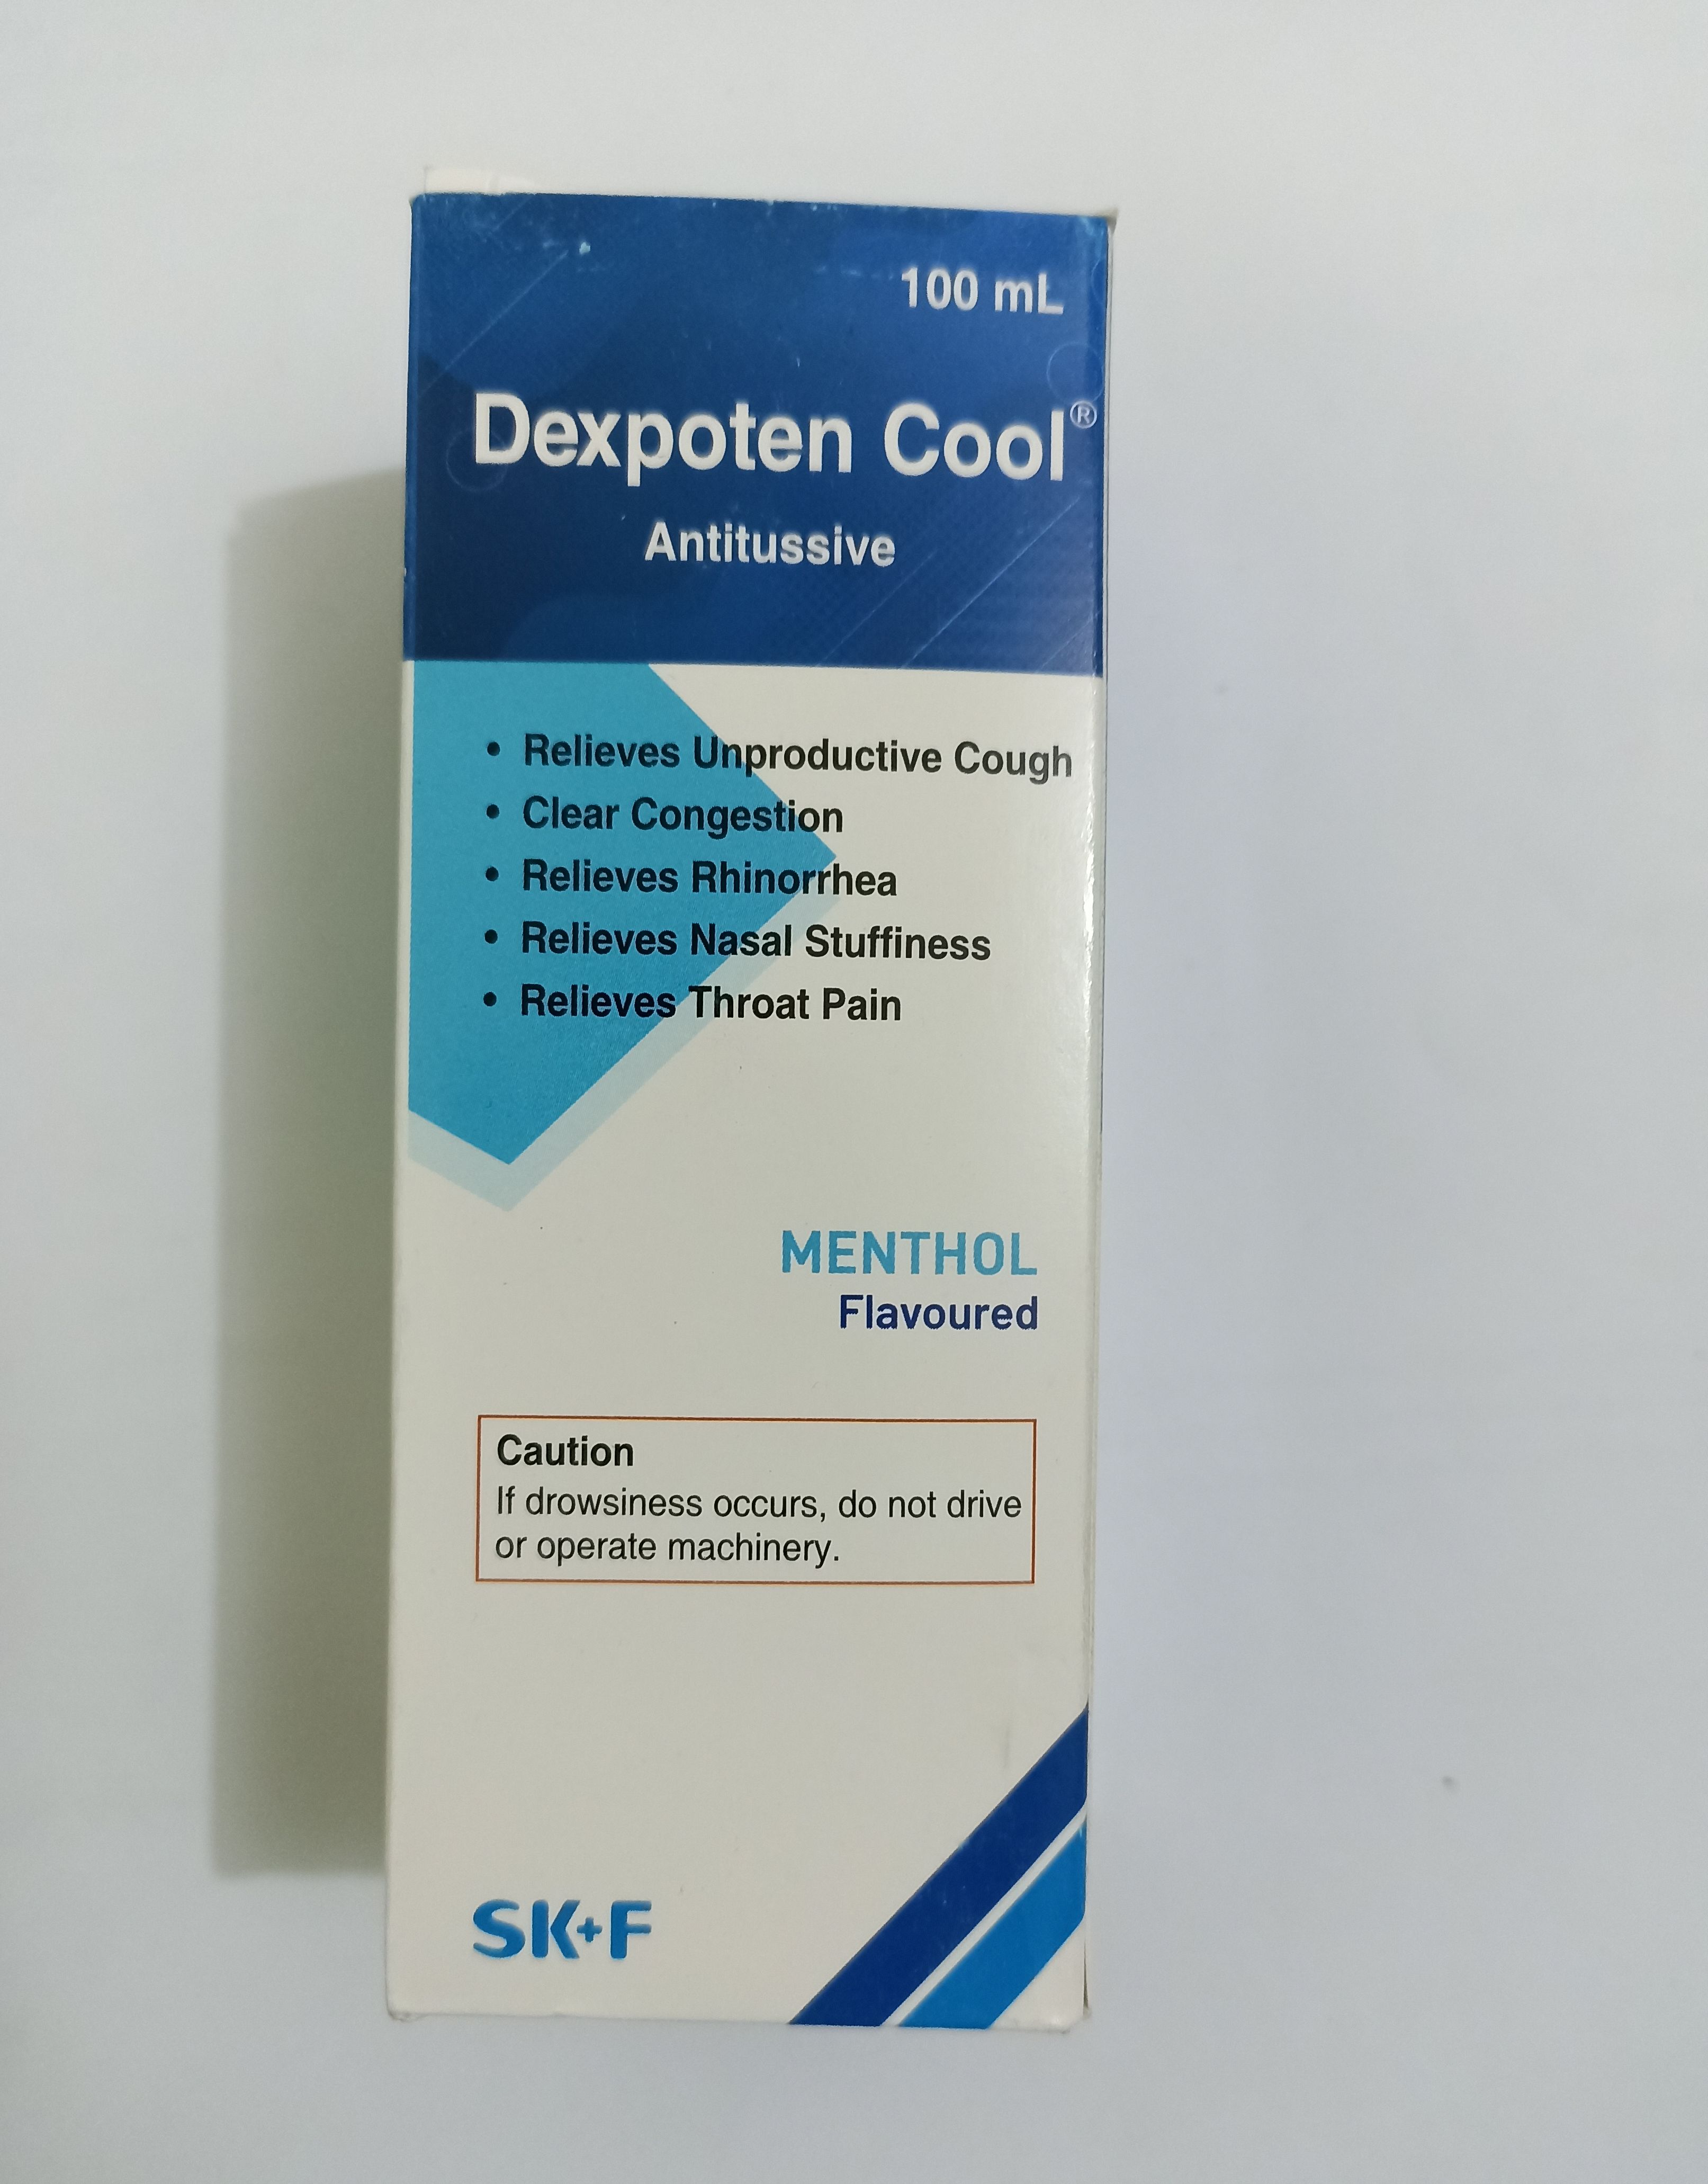 100 mL
Dexpoten Cool®
Antitussive
• Relieves Unproductive Cough
• Clear Congestion
• Relieves Rhinorrhea
• Relieves Nasal Stuffiness
• Relieves Throat Pain
MENTHOL
Flavoured
Caution
If drowsiness occurs, do not drive
or operate machinery.
SK+F